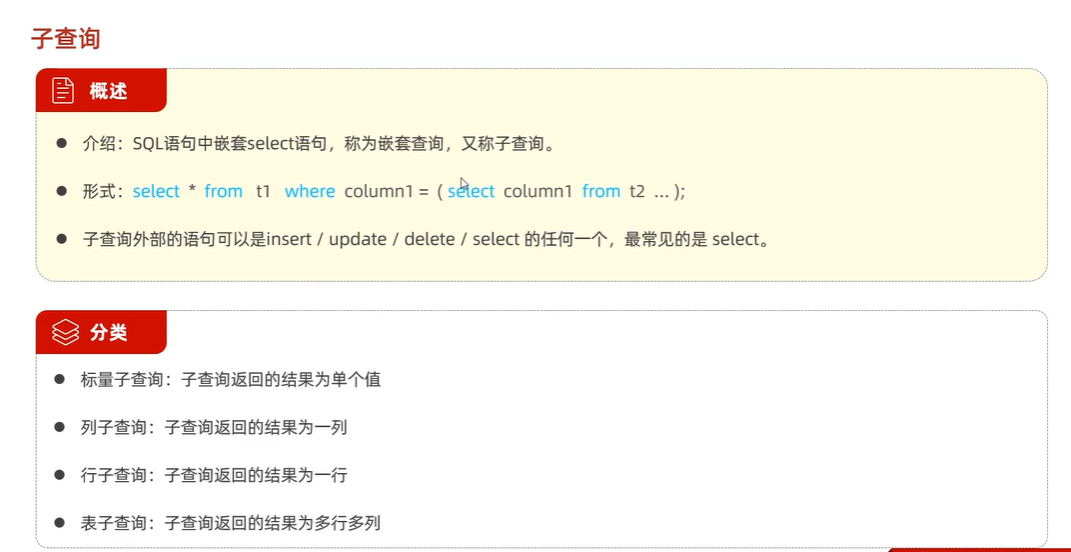 子查询
概述
介绍：SQL语句中嵌套select语句，称为嵌套查询，又称子查询。
形式：select * from t1 where column1 = ( select column1 from t2 ... );
子查询外部的语句可以是insert / update / delete / select 的任何一个，最常见的是 select。
分类
标量子查询：子查询返回的结果为单个值
列子查询：子查询返回的结果为一列
行子查询：子查询返回的结果为一行
表子查询：子查询返回的结果为多行多列